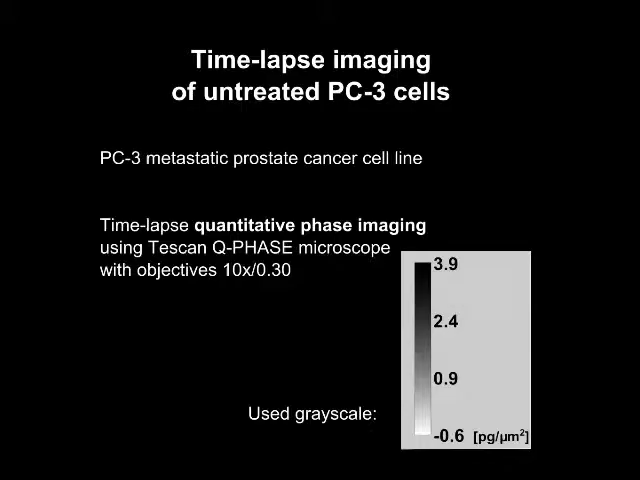 Time-lapse imaging
of untreated PC-3 cells
PC-3 metastatic prostate cancer cell line
Time-lapse quantitative phase imaging
using Tescan Q-PHASE microscope
with objectives 10x/0.30
3.9
2.4
0.9
Used grayscale:
-0.6 [pg/µm²]